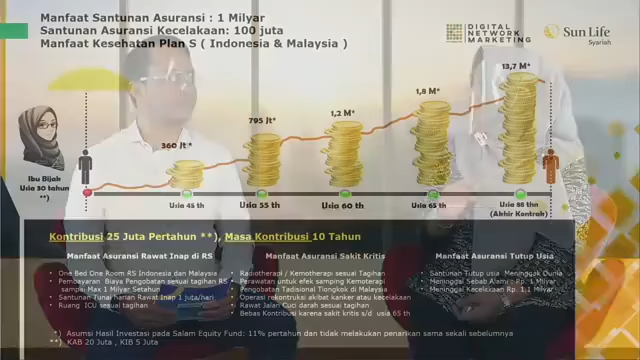 Manfaat Santunan Asuransi : 1 Milyar
Santunan Asuransi Kecelakaan: 100 juta
Manfaat Kesehatan Plan S ( Indonesia & Malaysia )
DIGITAL
NETWORK
MARKETING
Sun Life
Syariah
360 Jt*
795 Jt*
1,2 M*
1,8 M*
13,7 M*
Ibu Bijak
Usia 30 tahun
**)
Usia 45 th
Usia 55 th
Usia 60 th
Usia 65 th
Usia 88 thn
(Akhir Kontrak)
Kontribusi 25 Juta Pertahun **), Masa Kontribusi 10 Tahun
Manfaat Asuransi Rawat Inap di RS
One Bed One Room RS Indonesia dan Malaysia
Pembayaran Biaya Pengobatan sesuai tagihan RS
sampai Max 1 Milyar Setahun
Santunan Tunai harian Rawat Inap 1 juta/hari
Ruang ICU sesuai tagihan
Manfaat Asuransi Sakit Kritis
Radioterapi / Kemoterapi sesuai Tagihan
Perawatan untuk efek samping Kemoterapi
Pengobatan Tadisional Tiongkok di Malaysia
Operasi rekontruksi akibat kanker atau kecelakaan
Rawat Jalan Cuci darah sesuai tagihan
Bebas Kontribusi karena sakit kritis s/d usia 65 th
Manfaat Asuransi Tutup Usia
Santunan Tutup usia Meninggal Dunia
Meninggal Sebab Alami : Rp. 1 Milyar
Meninggal Kecelakaan Rp. 1,1 Milyar
*) Asumsi Hasil Investasi pada Salam Equity Fund: 11% pertahun dan tidak melakukan penarikan sama sekali sebelumnya
**) KAB 20 Juta , KIB 5 Juta